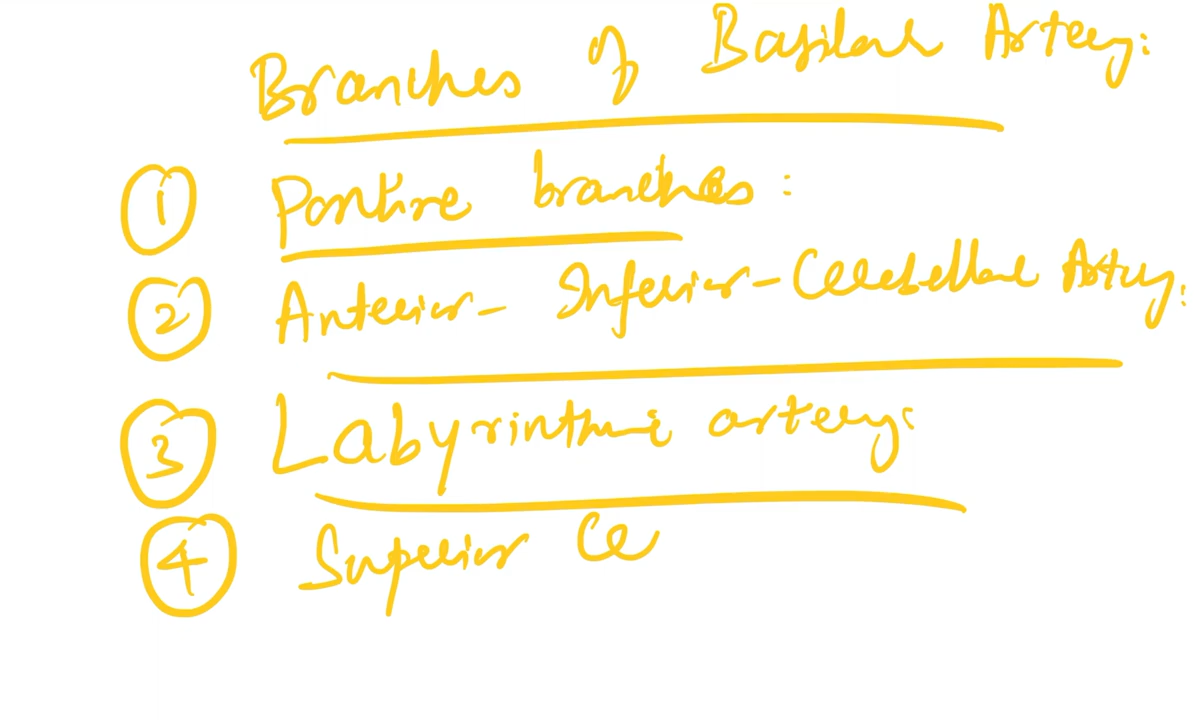 Branches of Basilar Artery:
① Pontine branches:
② Anterior- Inferior-Cerebellar Artery:
③ Labyrinthine artery:
④ Superior Ce